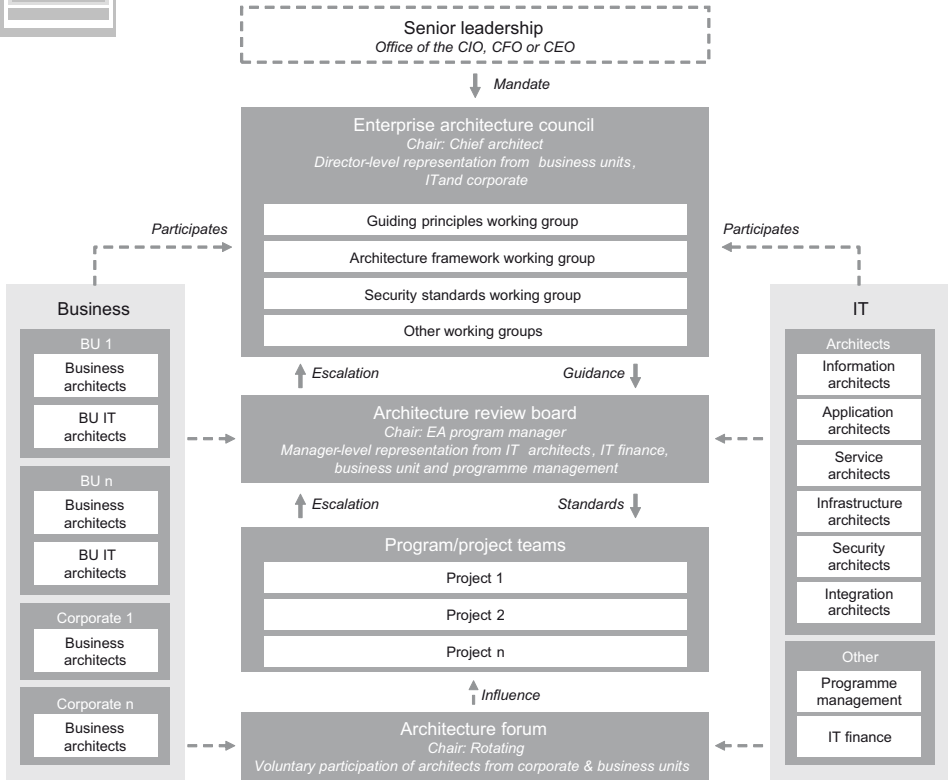 Senior leadership
Office of the CIO, CFO or CEO
Mandate
Enterprise architecture council
Chair: Chief architect
Director-level representation from business units,
ITand corporate
Guiding principles working group
Architecture framework working group
Security standards working group
Other working groups
Participates
Participates
Business
BU 1
Business
architects
BU IT
architects
BU n
Business
architects
BU IT
architects
Corporate 1
Business
architects
Corporate n
Business
architects
Escalation
Guidance
Architecture review board
Chair: EA program manager
Manager-level representation from IT architects, IT finance,
business unit and programme management
Escalation
Standards
Program/project teams
Project 1
Project 2
Project n
Influence
Architecture forum
Chair: Rotating
Voluntary participation of architects from corporate & business units
IT
Architects
Information
architects
Application
architects
Service
architects
Infrastructure
architects
Security
architects
Integration
architects
Other
Programme
management
IT finance